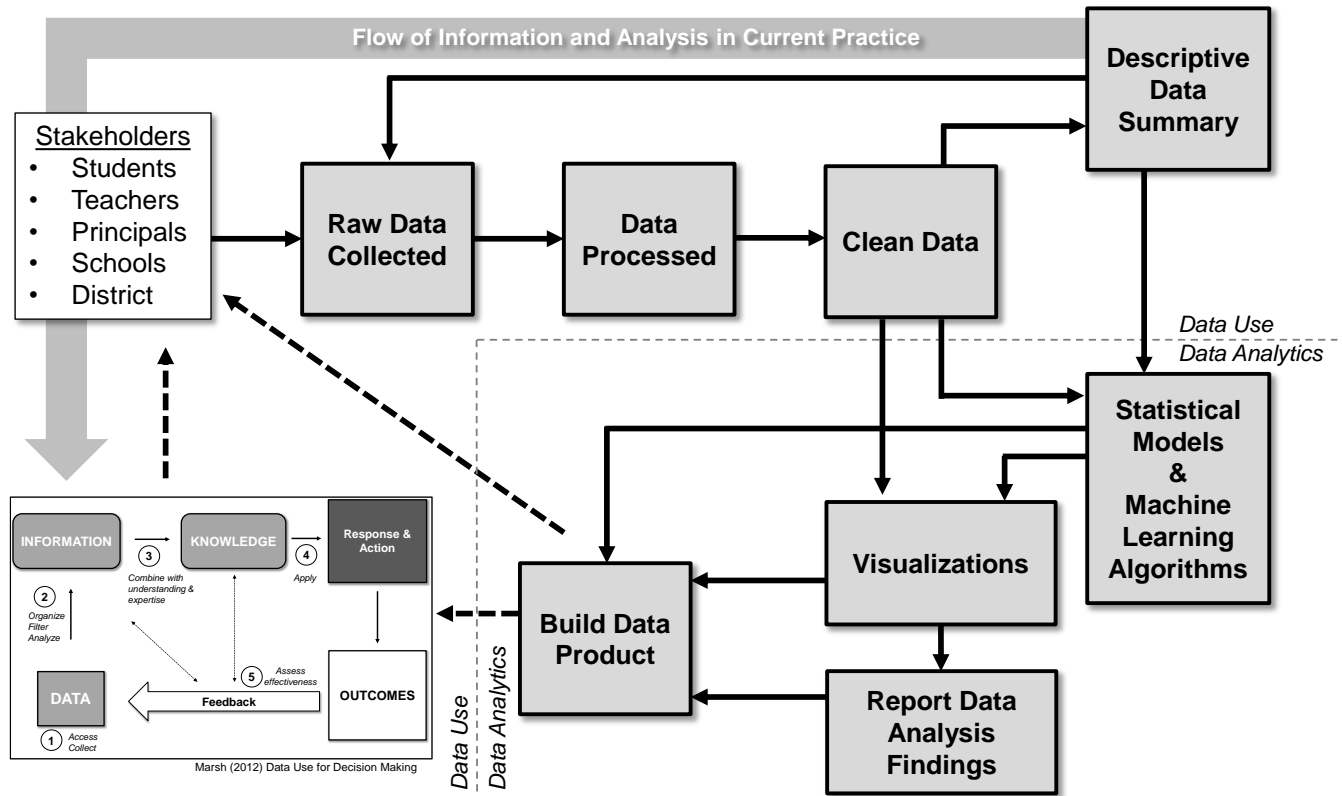 Flow of Information and Analysis in Current Practice
Descriptive
Data
Summary
Stakeholders
• Students
• Teachers
• Principals
• Schools
• District
Raw Data
Collected
Data
Processed
Clean Data
Data Use
Data Analytics
Statistical
Models
&
Machine
Learning
Algorithms
Visualizations
Build Data
Product
Report Data
Analysis
Findings
Data Use
Data Analytics
INFORMATION
3
Combine with
understanding &
expertise
KNOWLEDGE
4
Apply
Response &
Action
2
Organize
Filter
Analyze
5
Assess
effectiveness
DATA
Feedback
OUTCOMES
1
Access
Collect
Marsh (2012) Data Use for Decision Making